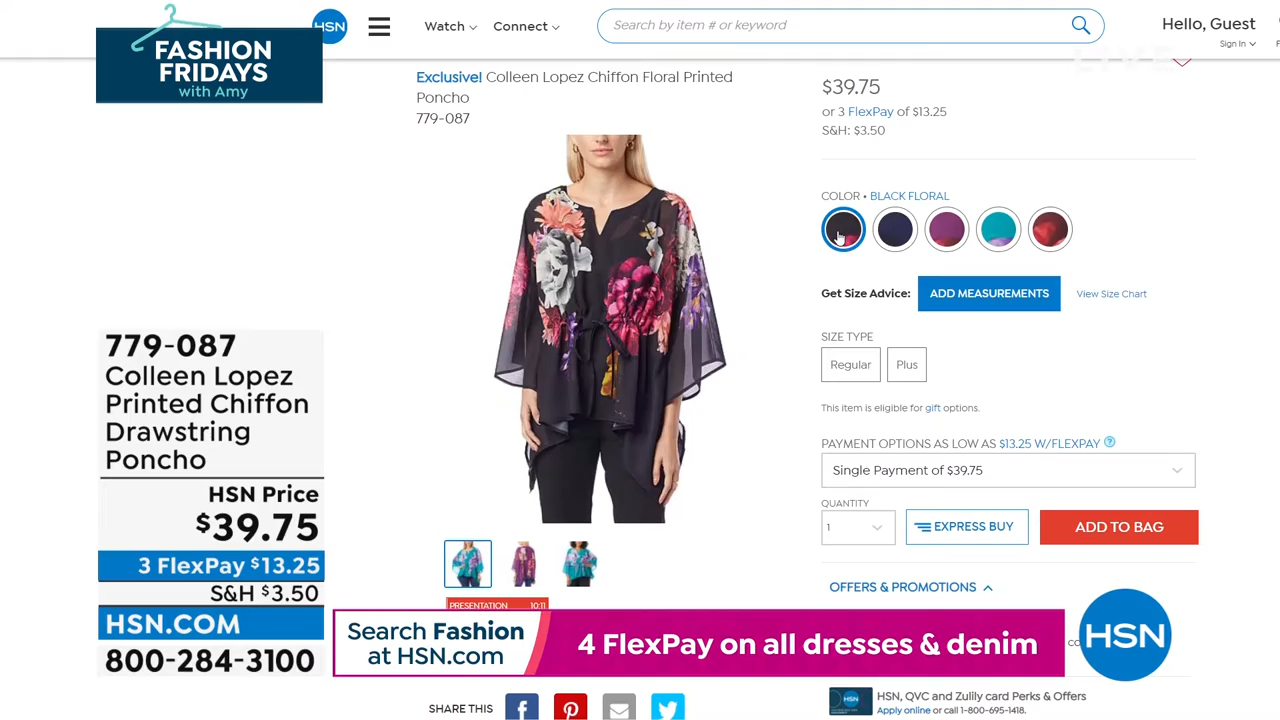 FASHION
FRIDAYS
with Amy
HSN
Watch
Connect
Search by item # or keyword
Hello, Guest
Sign In
LIVE
Exclusive! Colleen Lopez Chiffon Floral Printed
Poncho
779-087
$39.75
or 3 FlexPay of $13.25
S&H: $3.50
COLOR • BLACK FLORAL
Get Size Advice:
ADD MEASUREMENTS
View Size Chart
SIZE TYPE
Regular
Plus
This item is eligible for gift options.
PAYMENT OPTIONS AS LOW AS $13.25 W/FLEXPAY
Single Payment of $39.75
QUANTITY
1
EXPRESS BUY
ADD TO BAG
OFFERS & PROMOTIONS
779-087
Colleen Lopez
Printed Chiffon
Drawstring
Poncho
HSN Price
$39.75
3 FlexPay $13.25
S&H $3.50
HSN.COM
800-284-3100
PRESENTATION 10:11
Search Fashion
at HSN.com
4 FlexPay on all dresses & denim
HSN
SHARE THIS
HSN
HSN, QVC and Zulily card Perks & Offers
Apply online or call 1-800-695-1418.